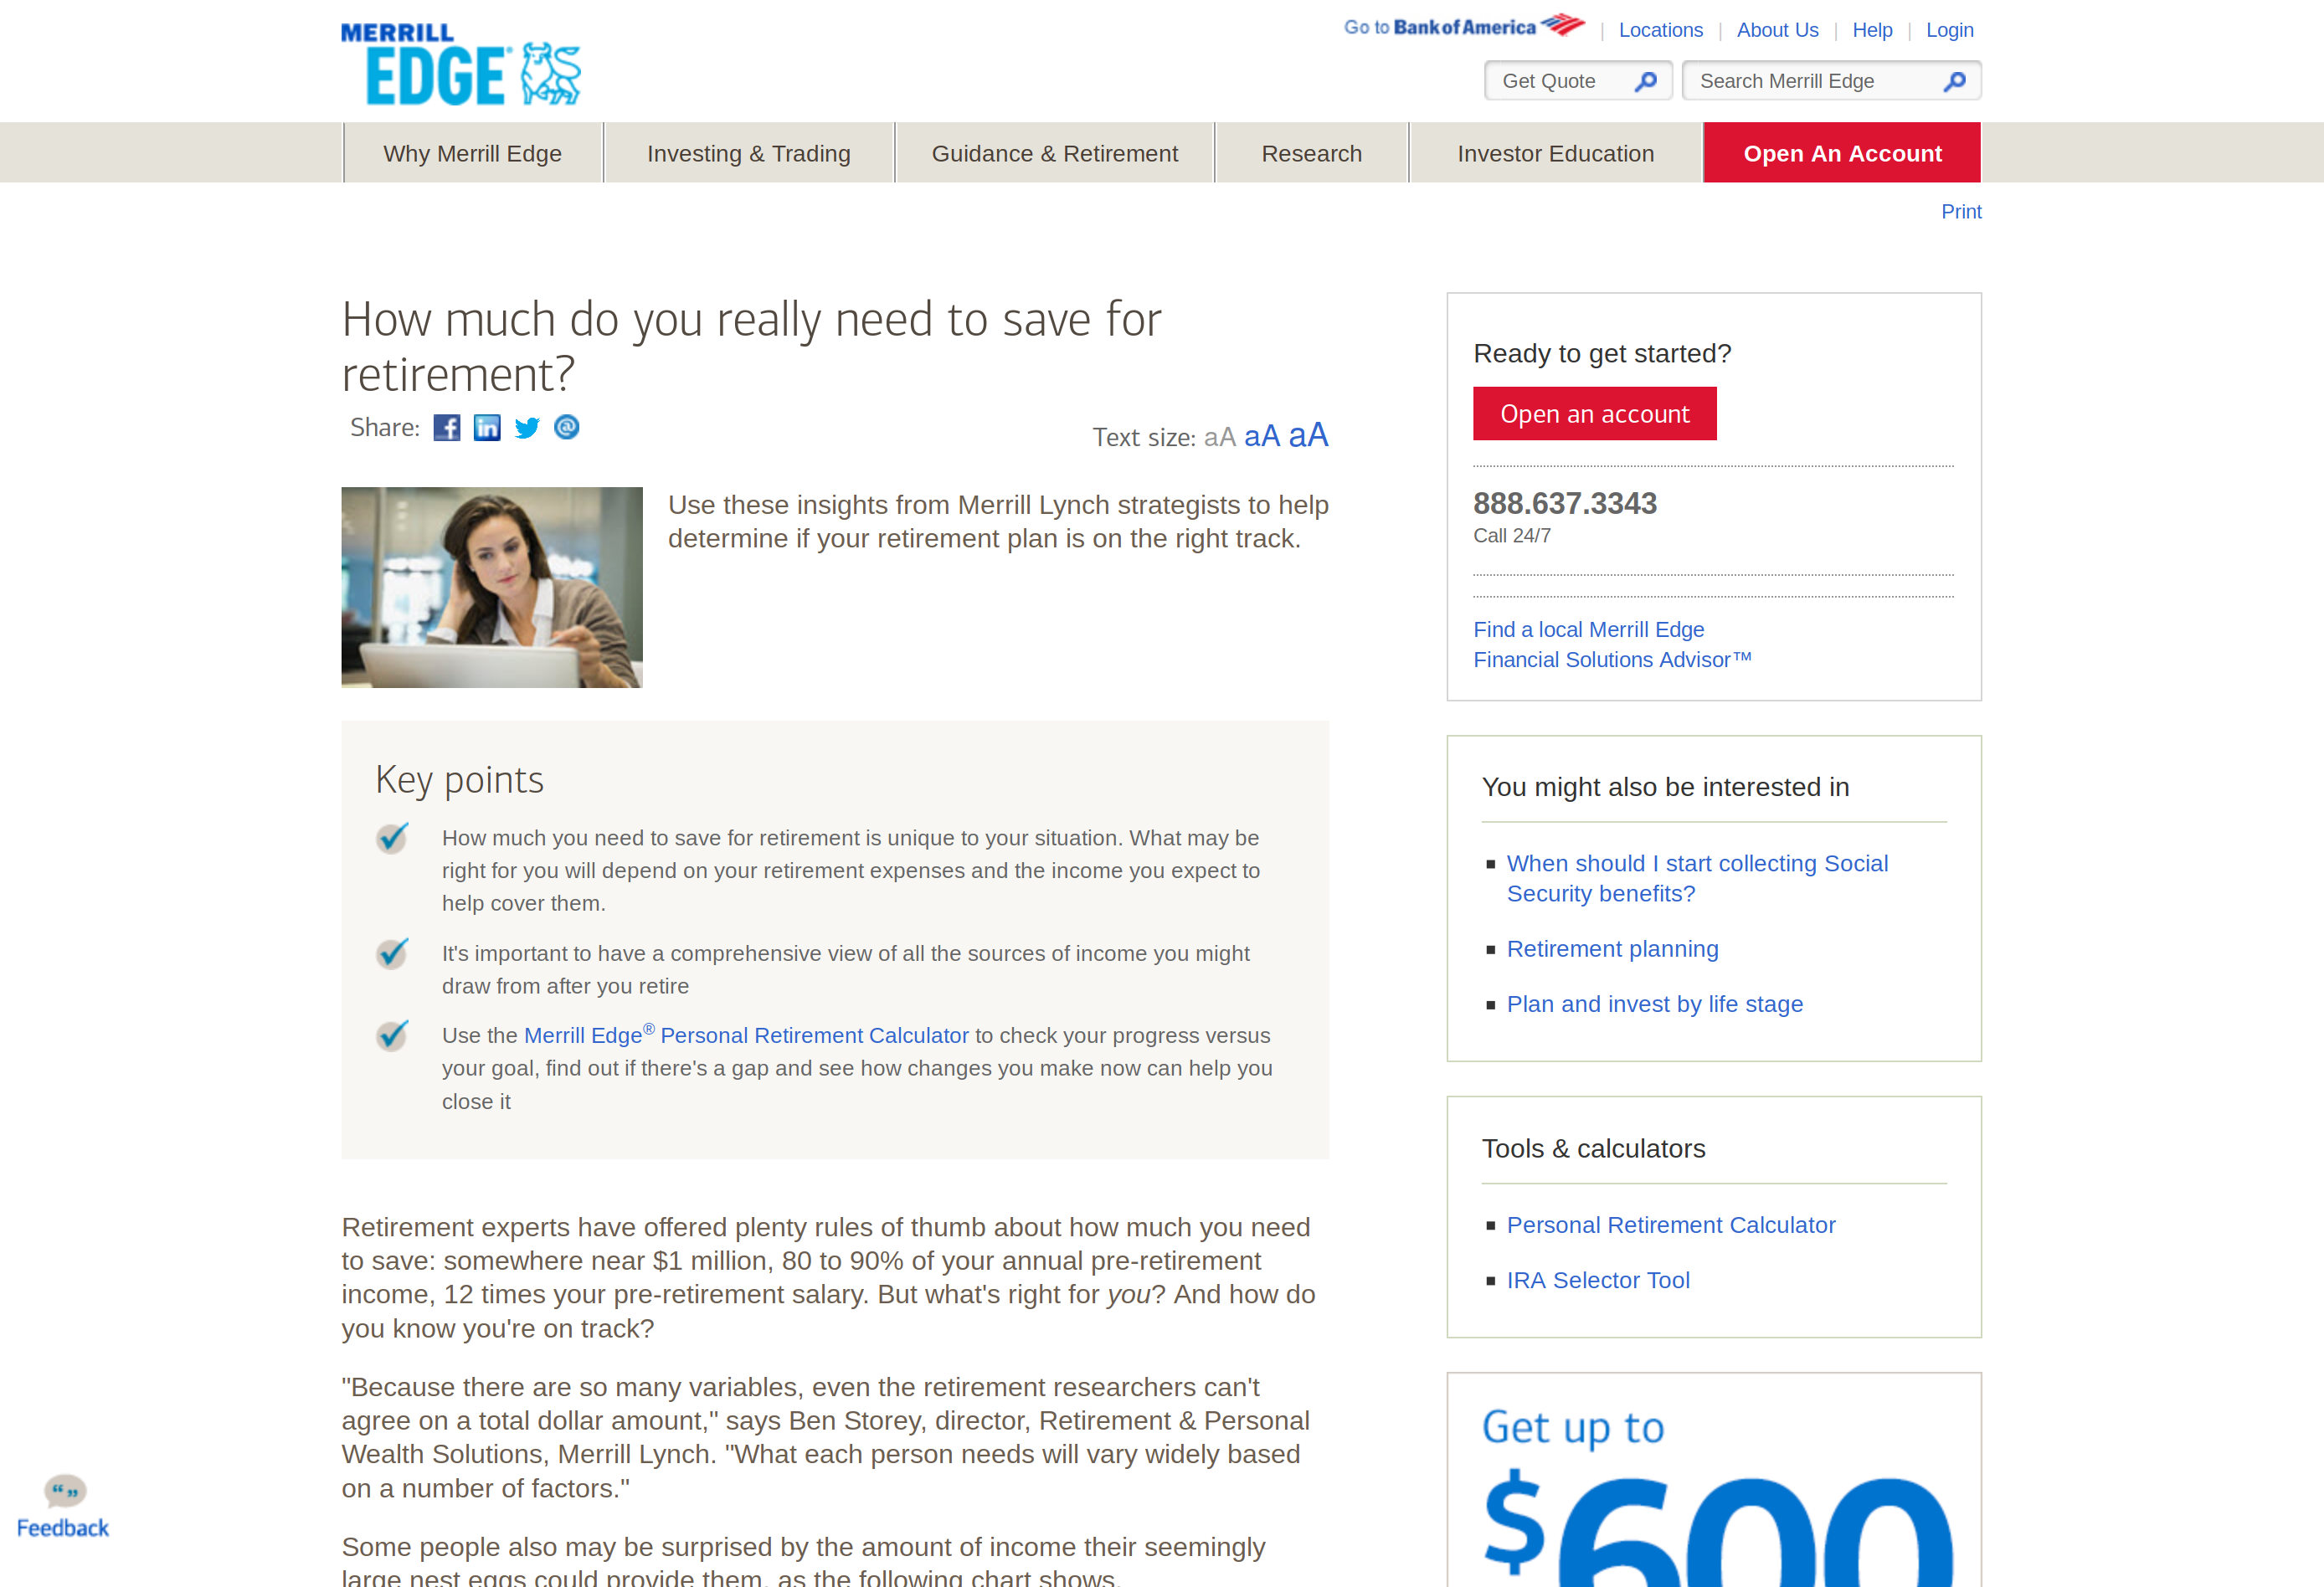 MERRILL
EDGE®
Go to Bank of America
Locations
About Us
Help
Login
Get Quote
Search Merrill Edge
Why Merrill Edge
Investing & Trading
Guidance & Retirement
Research
Investor Education
Open An Account
Print
How much do you really need to save for
retirement?
Share:
Text size: aA aA aA
Use these insights from Merrill Lynch strategists to help
determine if your retirement plan is on the right track.
Key points
How much you need to save for retirement is unique to your situation. What may be
right for you will depend on your retirement expenses and the income you expect to
help cover them.
It's important to have a comprehensive view of all the sources of income you might
draw from after you retire
Use the Merrill Edge® Personal Retirement Calculator to check your progress versus
your goal, find out if there's a gap and see how changes you make now can help you
close it
Retirement experts have offered plenty rules of thumb about how much you need
to save: somewhere near $1 million, 80 to 90% of your annual pre-retirement
income, 12 times your pre-retirement salary. But what's right for you? And how do
you know you're on track?
"Because there are so many variables, even the retirement researchers can't
agree on a total dollar amount," says Ben Storey, director, Retirement & Personal
Wealth Solutions, Merrill Lynch. "What each person needs will vary widely based
on a number of factors."
Some people also may be surprised by the amount of income their seemingly
large nest eggs could provide them, as the following chart shows.
Ready to get started?
Open an account
888.637.3343
Call 24/7
Find a local Merrill Edge
Financial Solutions Advisor™
You might also be interested in
When should I start collecting Social
Security benefits?
Retirement planning
Plan and invest by life stage
Tools & calculators
Personal Retirement Calculator
IRA Selector Tool
Get up to
$600
Feedback